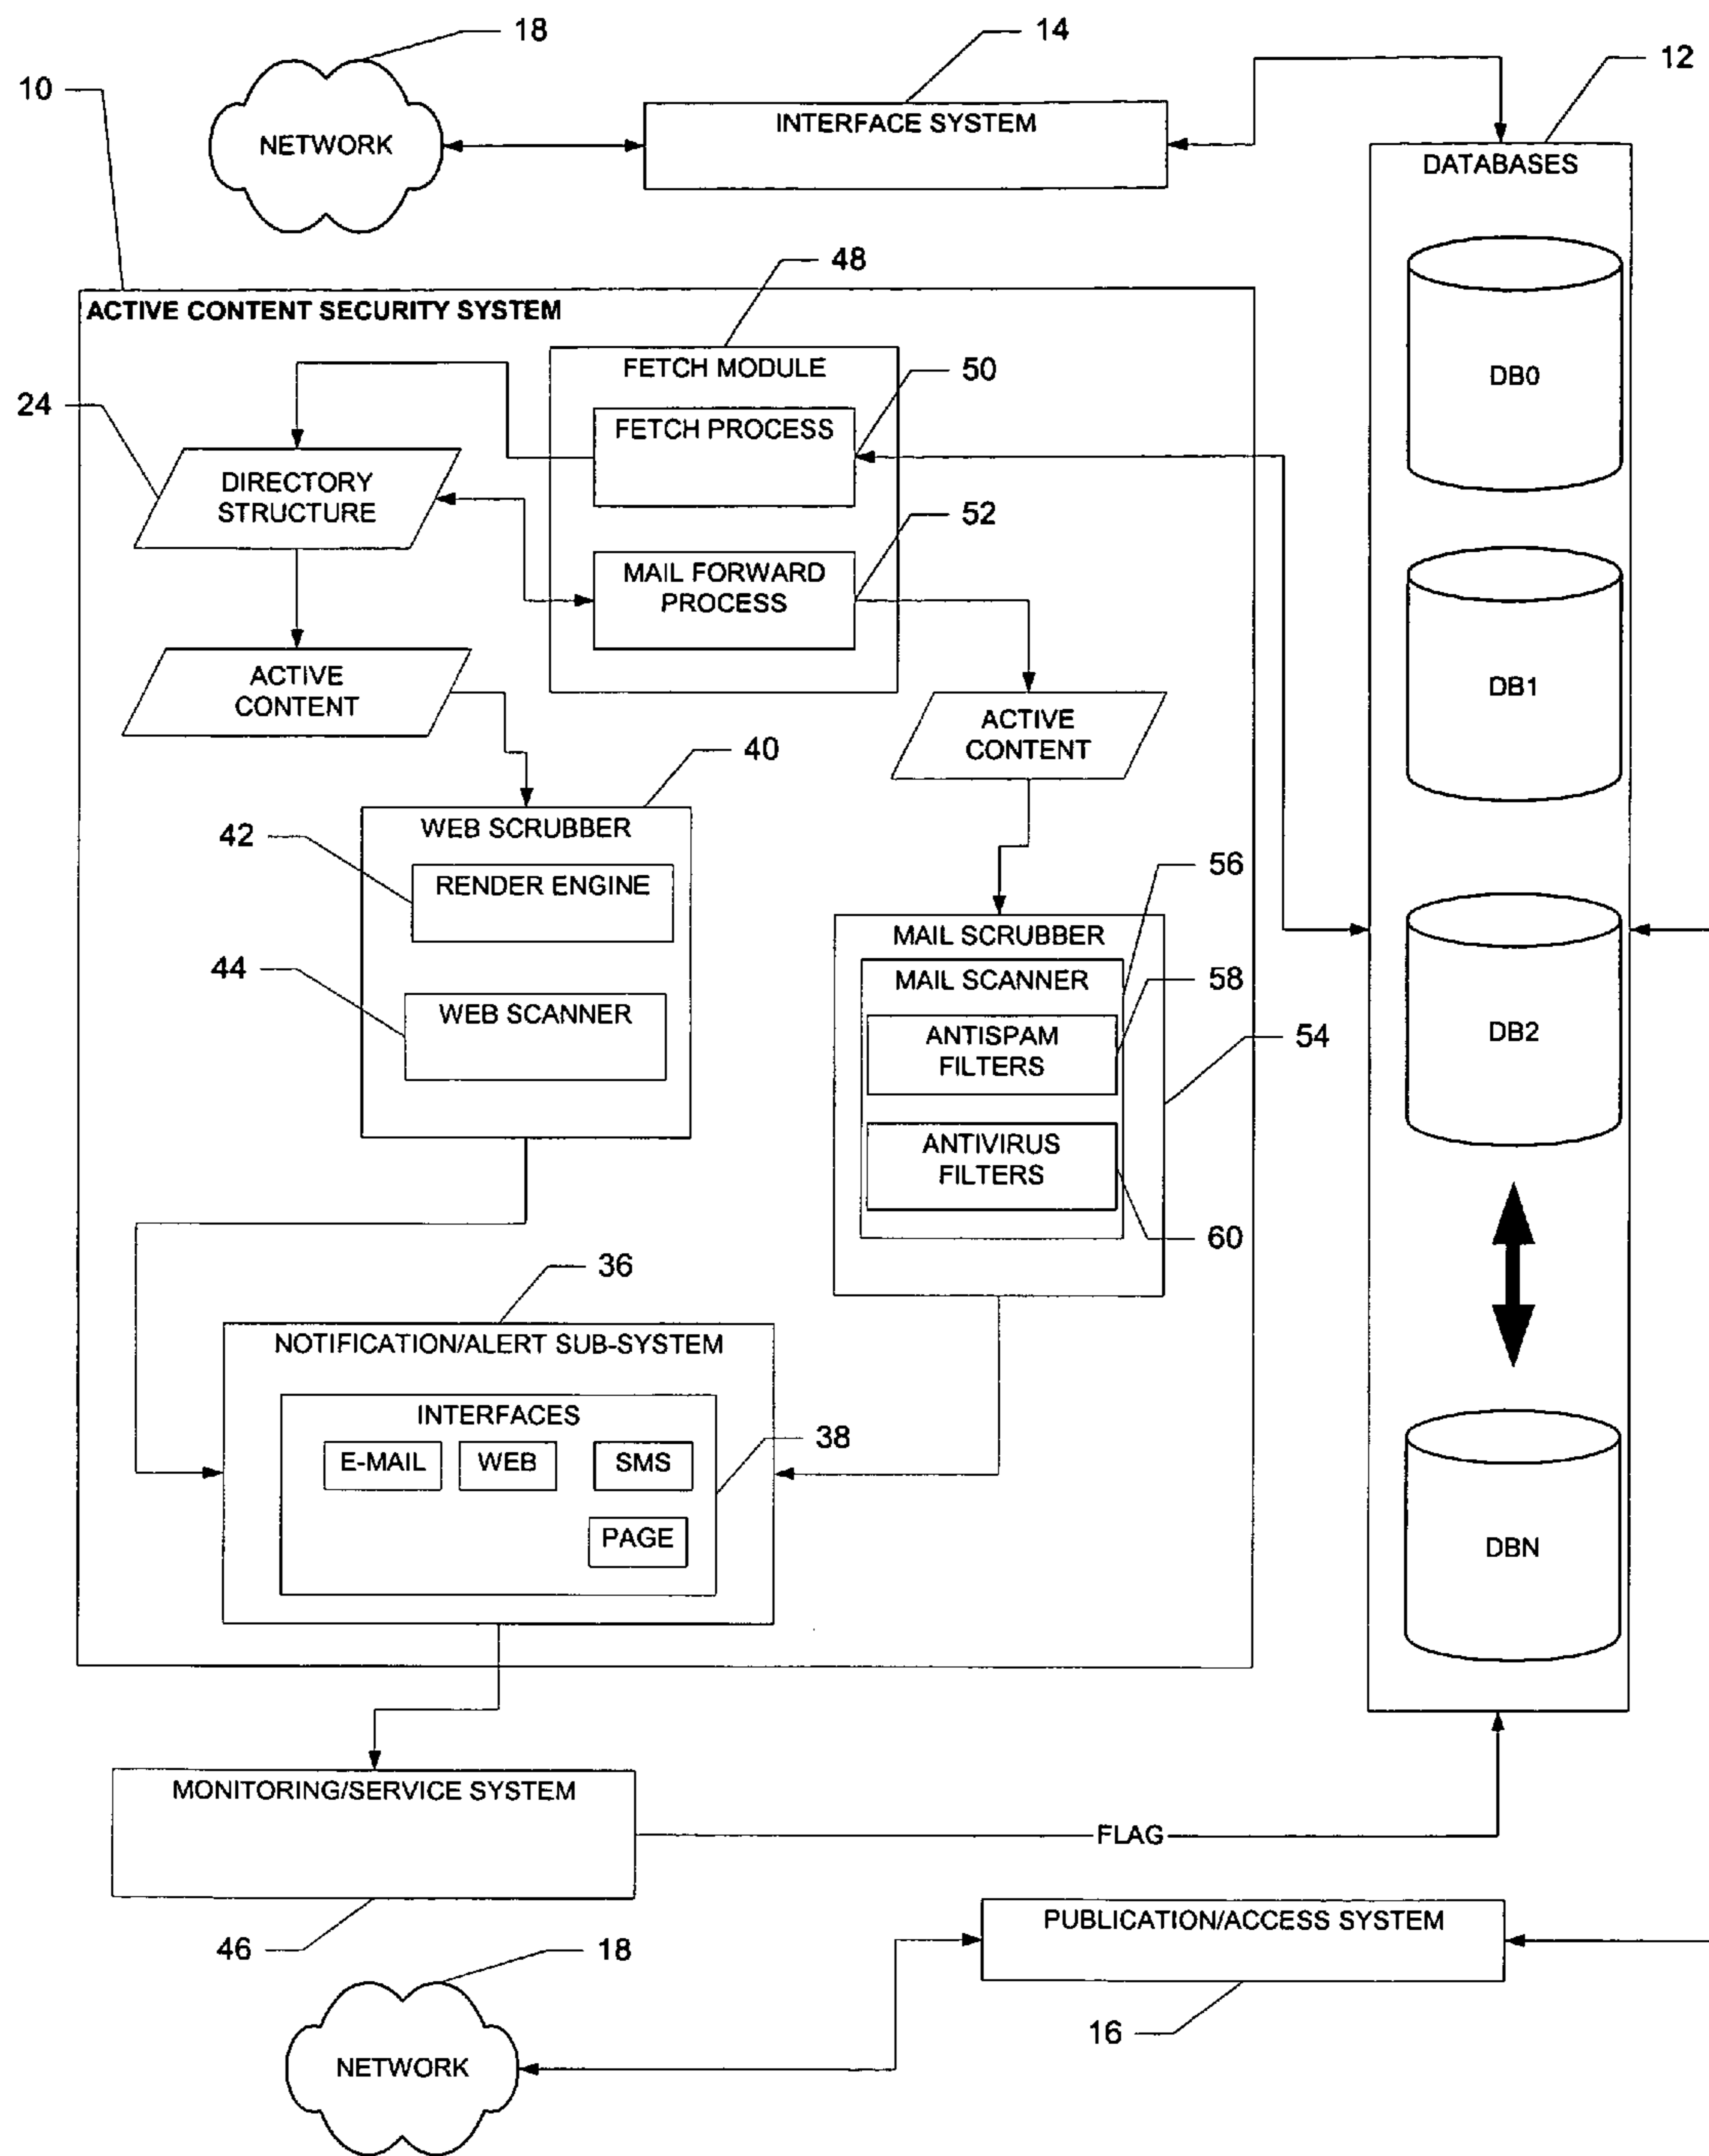 18
14
12
10
NETWORK
INTERFACE SYSTEM
DATABASES
48
ACTIVE CONTENT SECURITY SYSTEM
FETCH MODULE
50
DB0
24
FETCH PROCESS
DIRECTORY
STRUCTURE
52
MAIL FORWARD
PROCESS
ACTIVE
CONTENT
DB1
ACTIVE
CONTENT
40
WEB SCRUBBER
42
RENDER ENGINE
56
MAIL SCRUBBER
44
MAIL SCANNER
58
WEB SCANNER
ANTISPAM
FILTERS
54
DB2
ANTIVIRUS
FILTERS
60
36
NOTIFICATION/ALERT SUB-SYSTEM
INTERFACES
38
E-MAIL
WEB
SMS
PAGE
DBN
MONITORING/SERVICE SYSTEM
FLAG
46
18
PUBLICATION/ACCESS SYSTEM
16
NETWORK